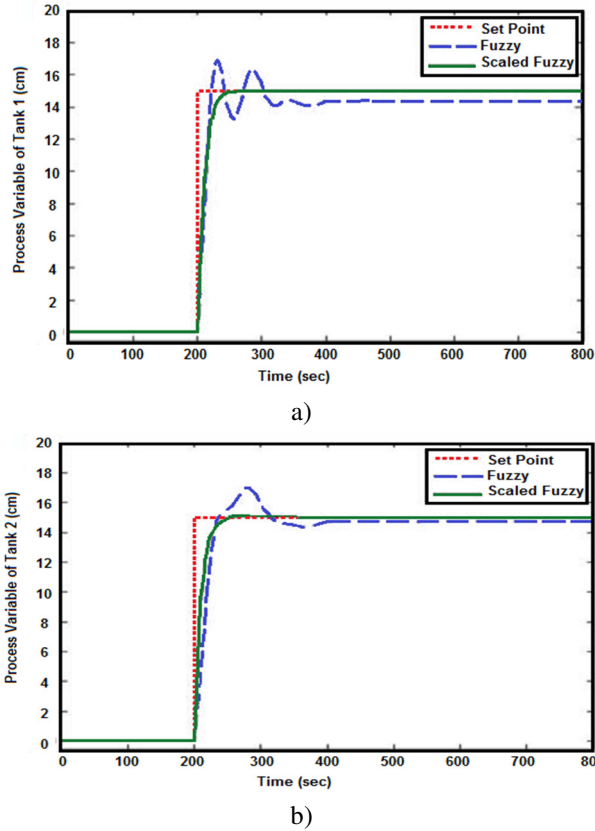 Process Variable of Tank 1 (cm)
20
18
16
14
12
10
8
6
4
2
0
Set Point
Fuzzy
Scaled Fuzzy
0 100 200 300 400 500 600 700 800
Time (sec)
a)
Process Variable of Tank 2 (cm)
20
18
16
14
12
10
8
6
4
2
0
Set Point
Fuzzy
Scaled Fuzzy
0 100 200 300 400 500 600 700 800
Time (sec)
b)